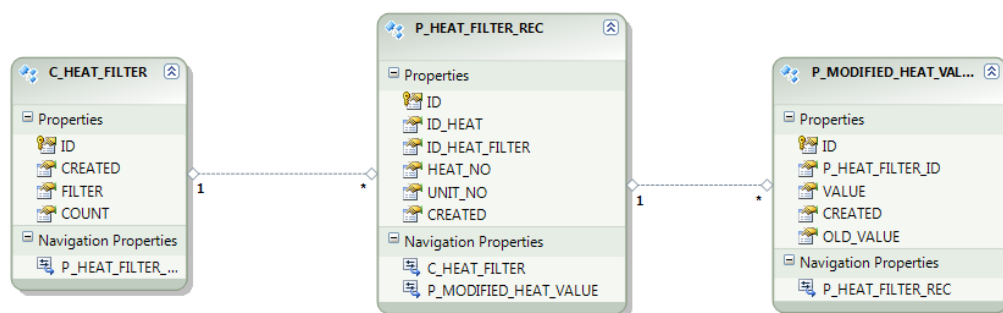 C_HEAT_FILTER
Properties
ID
CREATED
FILTER
COUNT
Navigation Properties
P_HEAT_FILTER_...
1
*
P_HEAT_FILTER_REC
Properties
ID
ID_HEAT
ID_HEAT_FILTER
HEAT_NO
UNIT_NO
CREATED
Navigation Properties
C_HEAT_FILTER
P_MODIFIED_HEAT_VALUE
1
*
P_MODIFIED_HEAT_VAL...
Properties
ID
P_HEAT_FILTER_ID
VALUE
CREATED
OLD_VALUE
Navigation Properties
P_HEAT_FILTER_REC